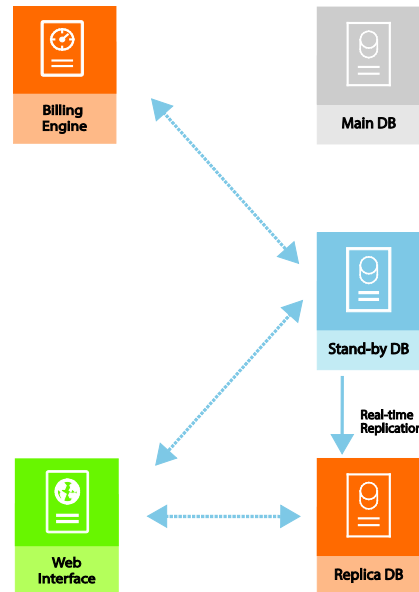 Billing
Engine
Main DB
Stand-by DB
Real-time
Replication
Web
Interface
Replica DB